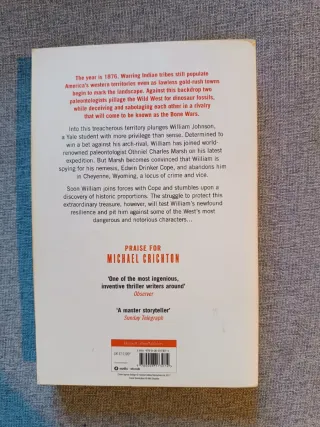 The year is 1876. Warring Indian tribes still populate
America's western territories even as lawless gold-rush towns
begin to mark the landscape. Against this backdrop two
paleontologists pillage the Wild West for dinosaur fossils,
while deceiving and sabotaging each other in a rivalry
that will come to be known as the Bone Wars.
Into this treacherous territory plunges William Johnson,
a Yale student with more privilege than sense. Determined
to win a bet against his arch-rival, William has joined world-
renowned paleontologist Othniel Charles Marsh on his latest
expedition. But Marsh becomes convinced that William is
spying for his nemesis, Edwin Drinker Cope, and abandons him
in Cheyenne, Wyoming, a locus of crime and vice.
Soon William joins forces with Cope and stumbles upon a
discovery of historic proportions. The struggle to protect this
extraordinary treasure, however, will test William's newfound
resilience and pit him against some of the West's most
dangerous and notorious characters...
PRAISE FOR
MICHAEL CRICHTON
'One of the most ingenious,
inventive thriller writers around'
Observer
'A master storyteller'
Sunday Telegraph